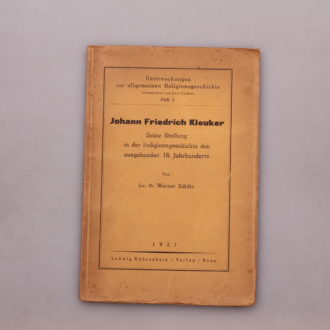 Untersuchungen
zur allgemeinen Religionsgeschichte
Heft 1
Johann Friedrich Kleuker
Seine Stellung
in der Religionsgeschichte des
ausgehenden 18. Jahrhunderts
Von
Lic. Dr. Werner Schütz
1927
Ludwig Röhrscheid · Verlag · Bonn